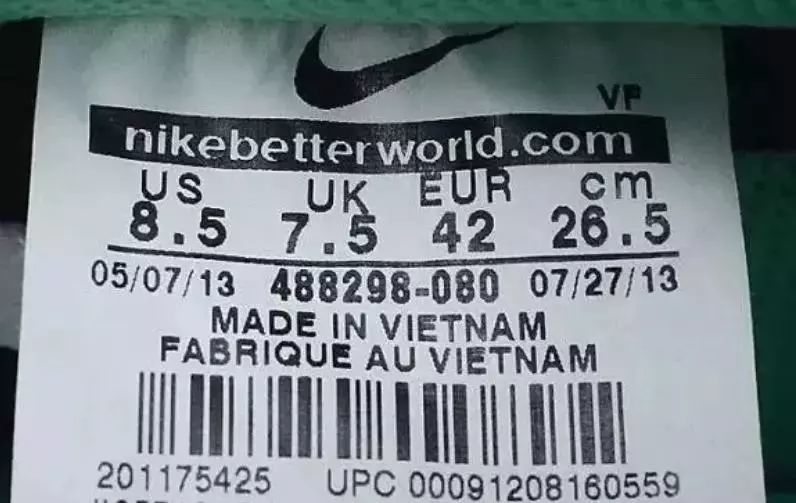 VF
nikebetterworld.com
US UK EUR cm
8.5 7.5 42 26.5
05/07/13 488298-080 07/27/13
MADE IN VIETNAM
FABRIQUE AU VIETNAM
201175425 UPC 00091208160559